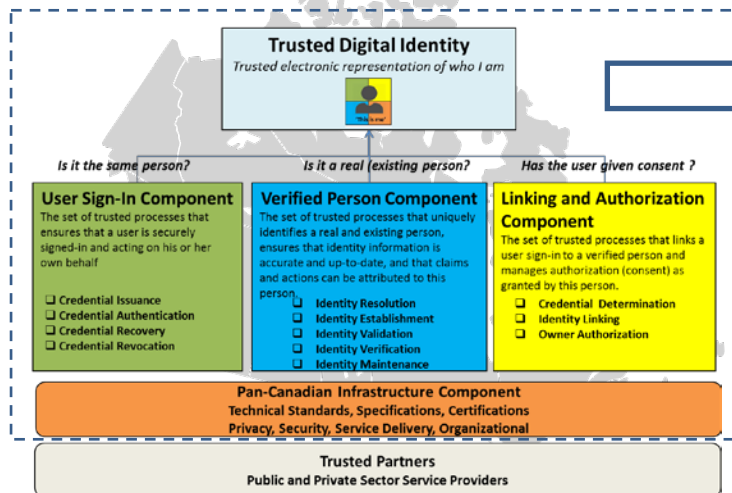 Trusted Digital Identity
Trusted electronic representation of who I am
"This is me"
Is it the same person?
Is it a real (existing person?
Has the user given consent ?
User Sign-In Component
The set of trusted processes that
ensures that a user is securely
signed-in and acting on his or her
own behalf
❑ Credential Issuance
❑ Credential Authentication
❑ Credential Recovery
❑ Credential Revocation
Verified Person Component
The set of trusted processes that uniquely
identifies a real and existing person,
ensures that identity information is
accurate and up-to-date, and that claims
and actions can be attributed to this
person.
❑ Identity Resolution
❑ Identity Establishment
❑ Identity Validation
❑ Identity Verification
❑ Identity Maintenance
Linking and Authorization
Component
The set of trusted processes that links a
user sign-in to a verified person and
manages authorization (consent) as
granted by this person.
❑ Credential Determination
❑ Identity Linking
❑ Owner Authorization
Pan-Canadian Infrastructure Component
Technical Standards, Specifications, Certifications
Privacy, Security, Service Delivery, Organizational
Trusted Partners
Public and Private Sector Service Providers